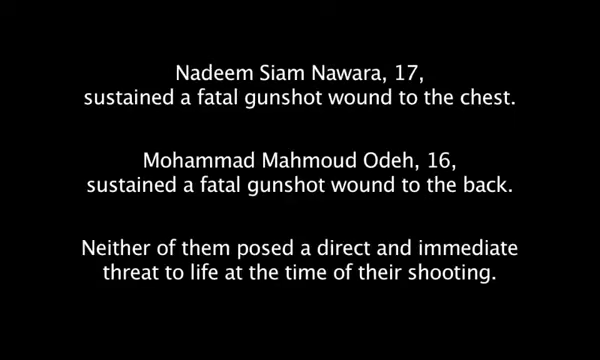 Nadeem Siam Nawara, 17,
sustained a fatal gunshot wound to the chest.
Mohammad Mahmoud Odeh, 16,
sustained a fatal gunshot wound to the back.
Neither of them posed a direct and immediate
threat to life at the time of their shooting.